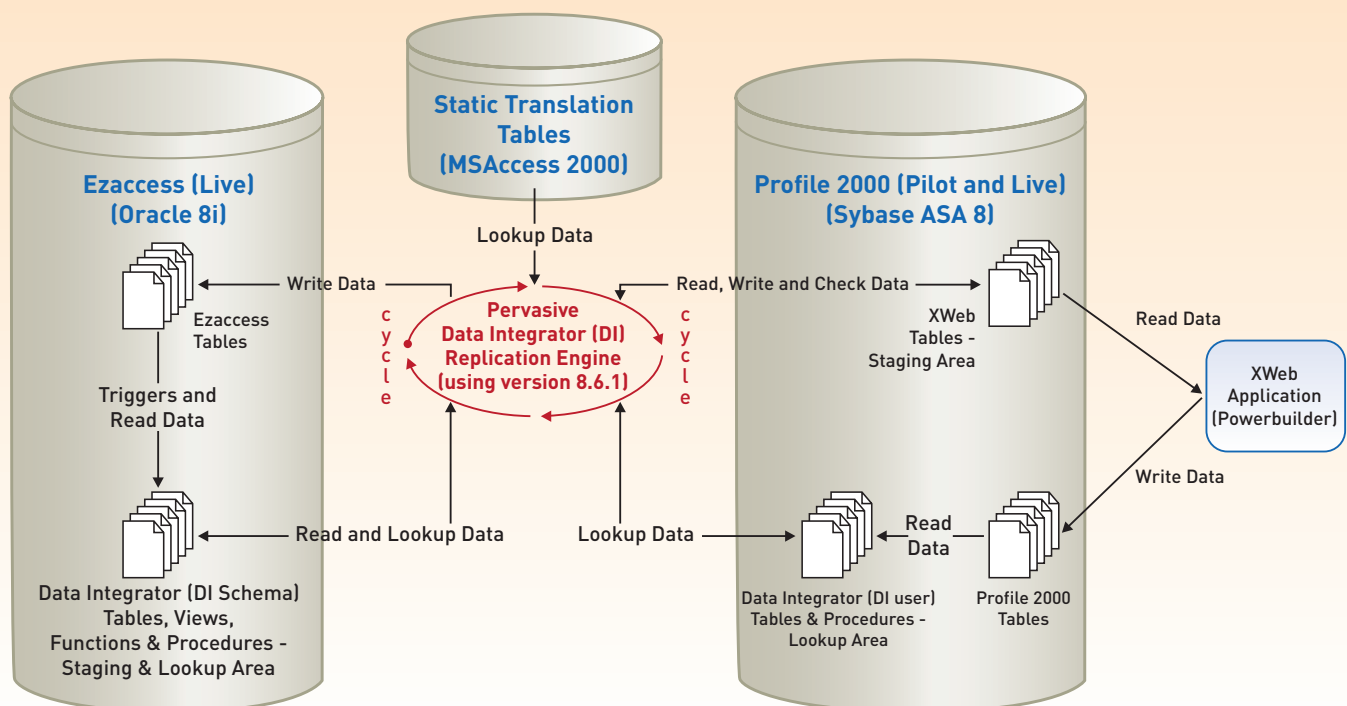 Static Translation
Tables
(MSAccess 2000)
Ezaccess (Live)
(Oracle 8i)
Profile 2000 (Pilot and Live)
(Sybase ASA 8)
Lookup Data
Write Data
Read, Write and Check Data
Ezaccess
Tables
cycle
Pervasive
Data Integrator (DI)
Replication Engine
(using version 8.6.1)
cycle
XWeb
Tables -
Staging Area
Read Data
XWeb
Application
(Powerbuilder)
Triggers and
Read Data
Write Data
Read and Lookup Data
Lookup Data
Read
Data
Data Integrator (DI Schema)
Tables, Views,
Functions & Procedures -
Staging & Lookup Area
Data Integrator (DI user)
Tables & Procedures -
Lookup Area
Profile 2000
Tables